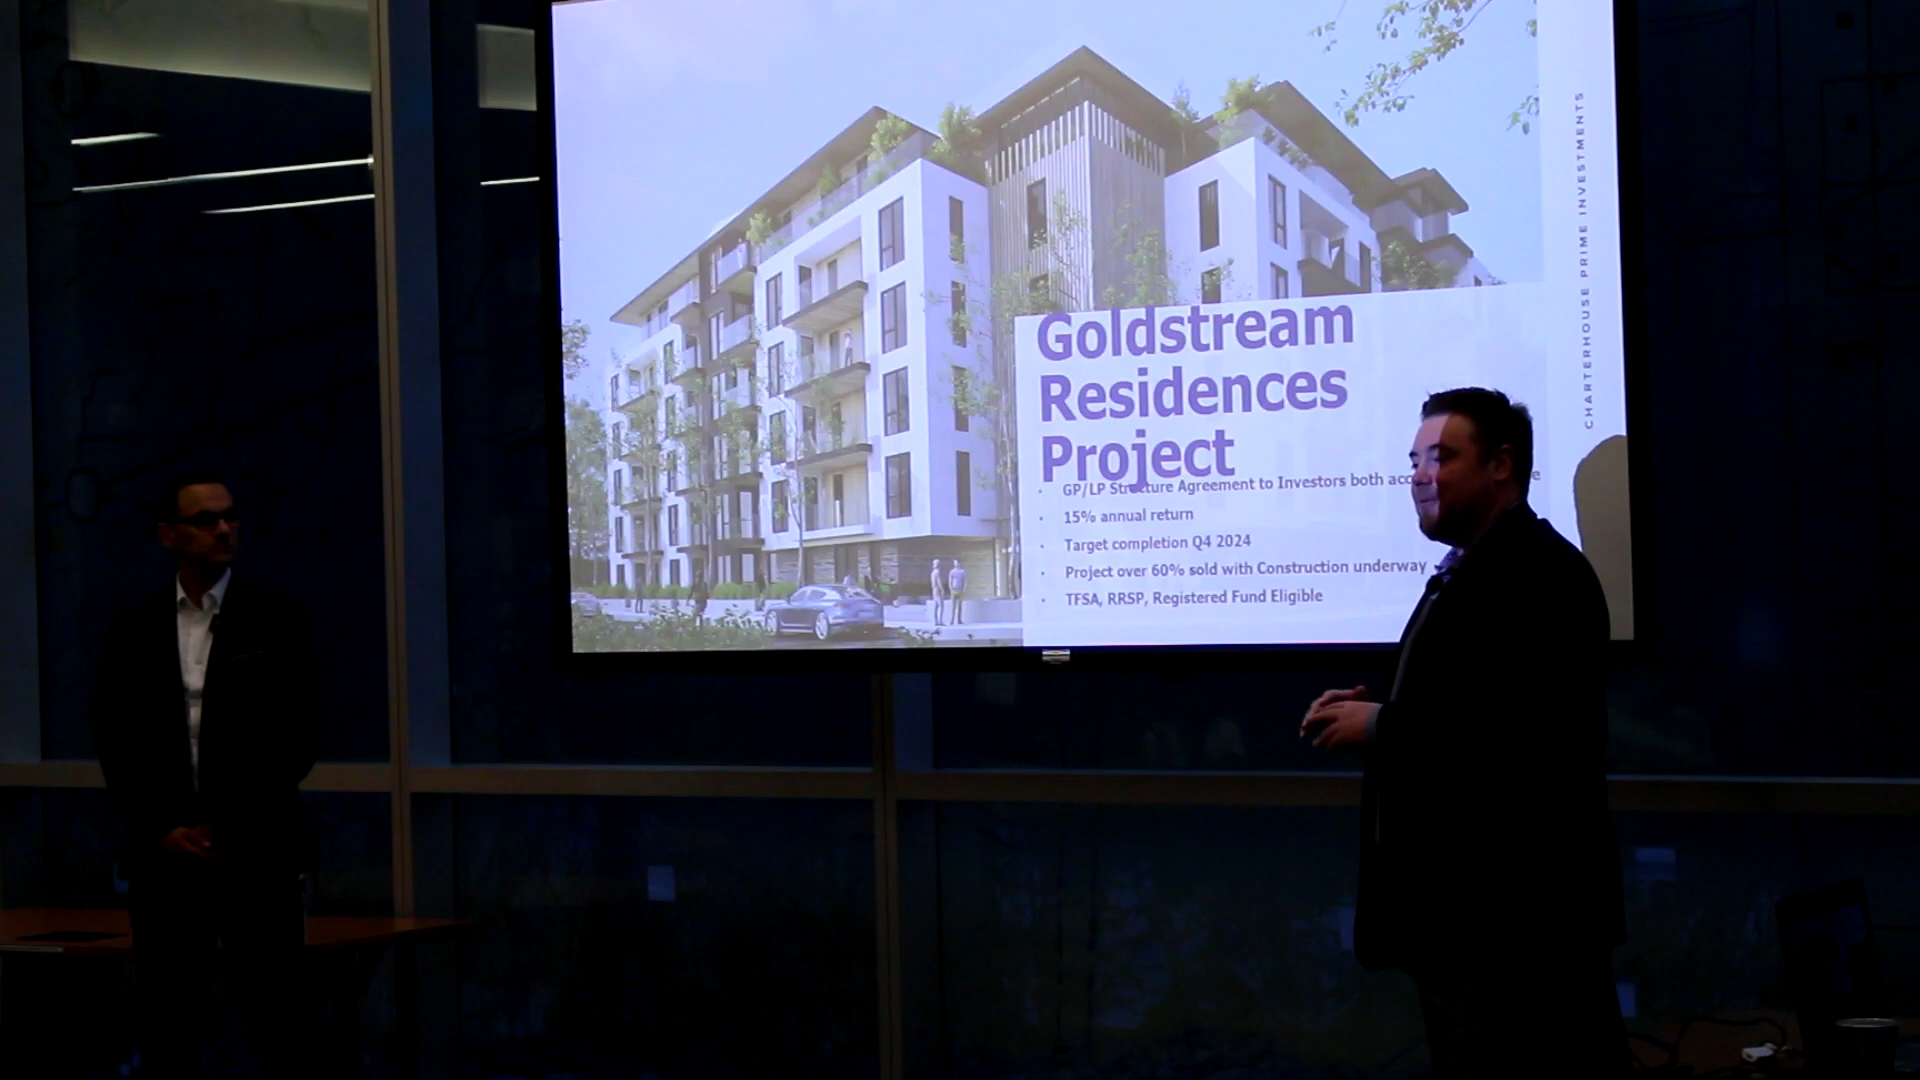 Goldstream
Residences
Project
GP/LP Structure Agreement to Investors both
15% annual return
Target completion Q4 2024
Project over 60% sold with Construction underway
TFSA, RRSP, Registered Fund Eligible
CHARTERHOUSE PRIME INVESTMENTS